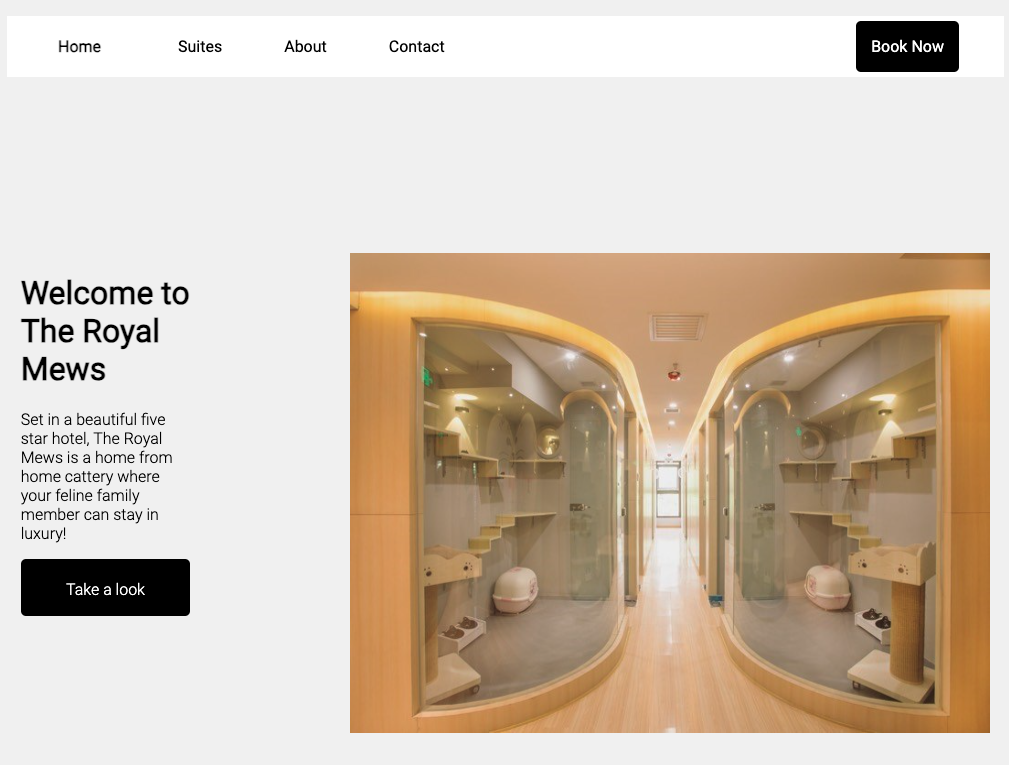 Home Suites About Contact Book Now
Welcome to
The Royal
Mews
Set in a beautiful five
star hotel, The Royal
Mews is a home from
home cattery where
your feline family
member can stay in
luxury!
Take a look